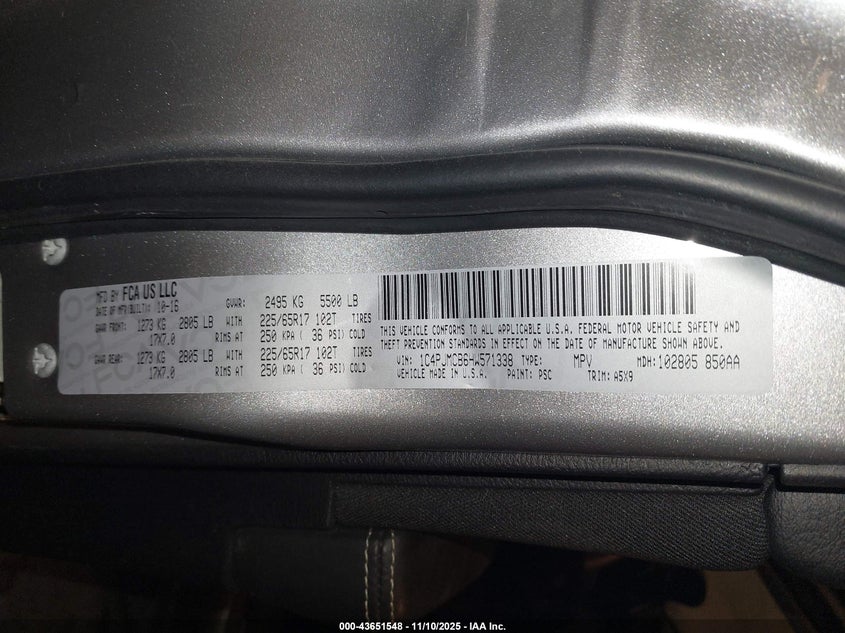 MFD BY FCA US LLC
DATE OF MFR(BUILT): 10-16
GVWR: 2495 KG 5500 LB
GAWR FRONT: 1273 KG 2805 LB WITH 225/65R17 102T TIRES
17X7.0 RIMS AT 250 KPA ( 36 PSI) COLD
GAWR REAR: 1273 KG 2805 LB WITH 225/65R17 102T TIRES
17X7.0 RIMS AT 250 KPA ( 36 PSI) COLD
THIS VEHICLE CONFORMS TO ALL APPLICABLE U.S.A. FEDERAL MOTOR VEHICLE SAFETY AND
THEFT PREVENTION STANDARDS IN EFFECT ON THE DATE OF MANUFACTURE SHOWN ABOVE.
VIN: 1C4PJMCS6HW571338 TYPE: MPV MDH: 102805 850AA
VEHICLE MADE IN U.S.A. PAINT: PSC TRIM: A5X9
000-43651548 - 11/10/2025 - IAA Inc.